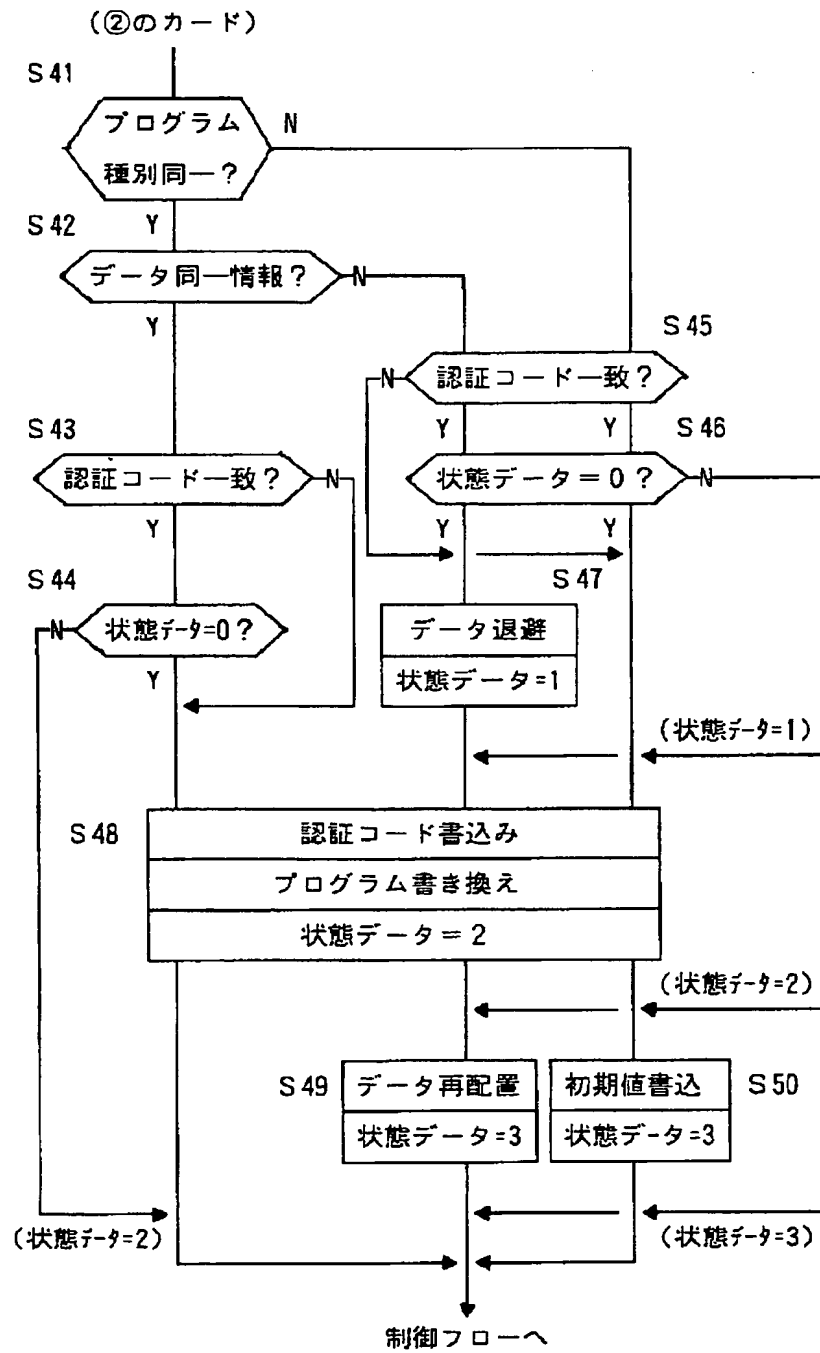 (②のカード)
S41
プログラム
種別同一?
N
Y
S42
データ同一情報?
N
Y
S45
認証コード一致?
N
Y
Y
S43
認証コード一致?
N
Y
S46
状態データ=0?
N
Y
Y
S44
状態データ=0?
N
Y
S47
データ退避
状態データ=1
(状態データ=1)
S48
認証コード書込み
プログラム書き換え
状態データ=2
(状態データ=2)
S49
データ再配置
状態データ=3
初期値書込
状態データ=3
S50
(状態データ=2)
(状態データ=3)
制御フローへ